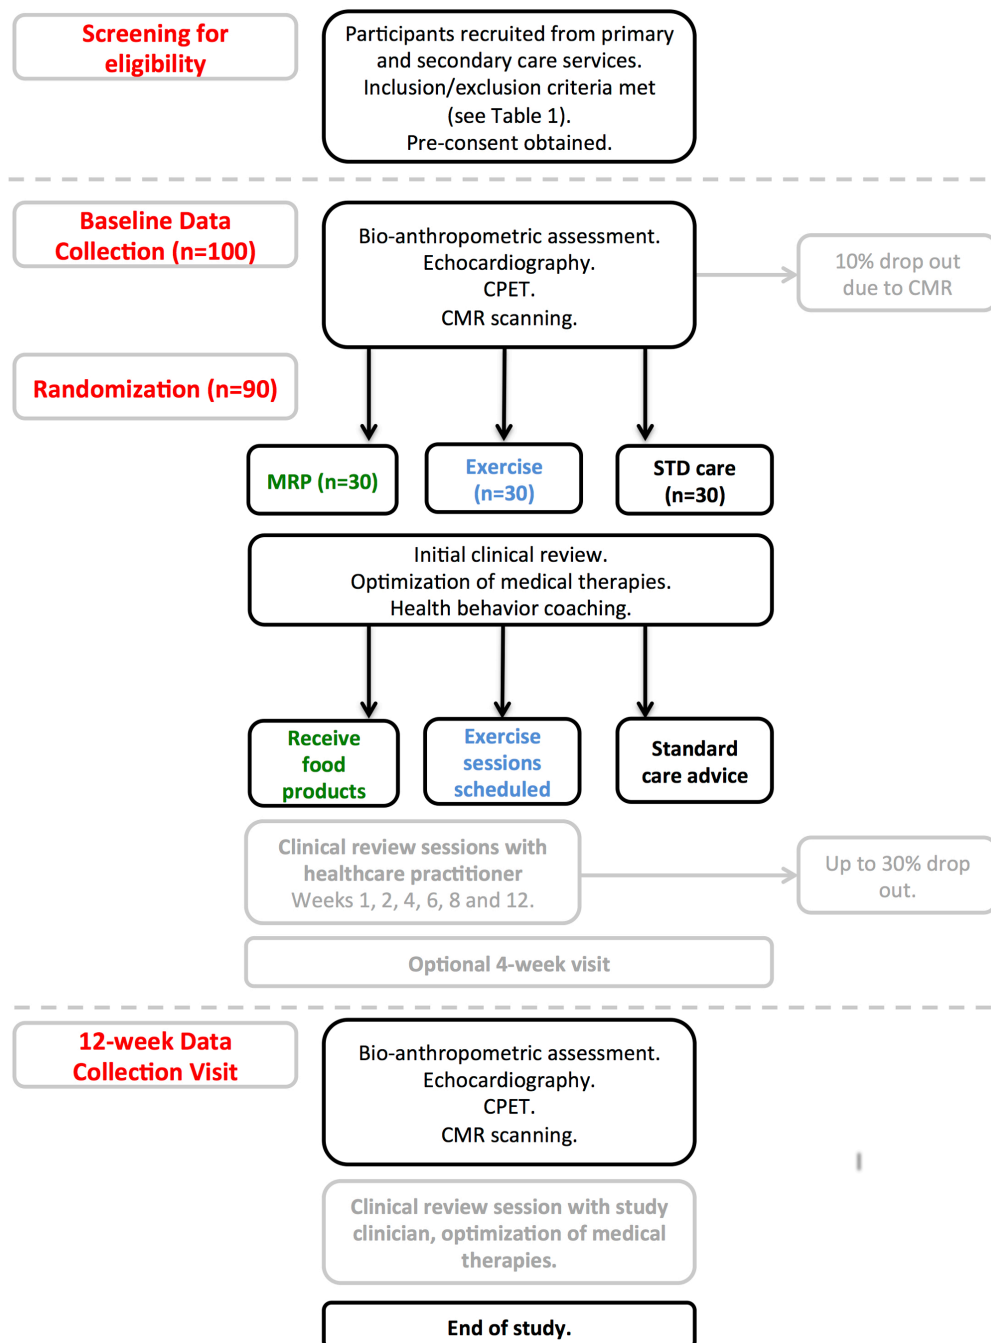 Screening for
eligibility
Participants recruited from primary
and secondary care services.
Inclusion/exclusion criteria met
(see Table 1).
Pre-consent obtained.
Baseline Data
Collection (n=100)
Bio-anthropometric assessment.
Echocardiography.
CPET.
CMR scanning.
10% drop out
due to CMR
Randomization (n=90)
MRP (n=30)
Exercise
(n=30)
STD care
(n=30)
Initial clinical review.
Optimization of medical therapies.
Health behavior coaching.
Receive
food
products
Exercise
sessions
scheduled
Standard
care advice
Clinical review sessions with
healthcare practitioner
Weeks 1, 2, 4, 6, 8 and 12.
Up to 30% drop
out.
Optional 4-week visit
12-week Data
Collection Visit
Bio-anthropometric assessment.
Echocardiography.
CPET.
CMR scanning.
Clinical review session with study
clinician, optimization of medical
therapies.
End of study.